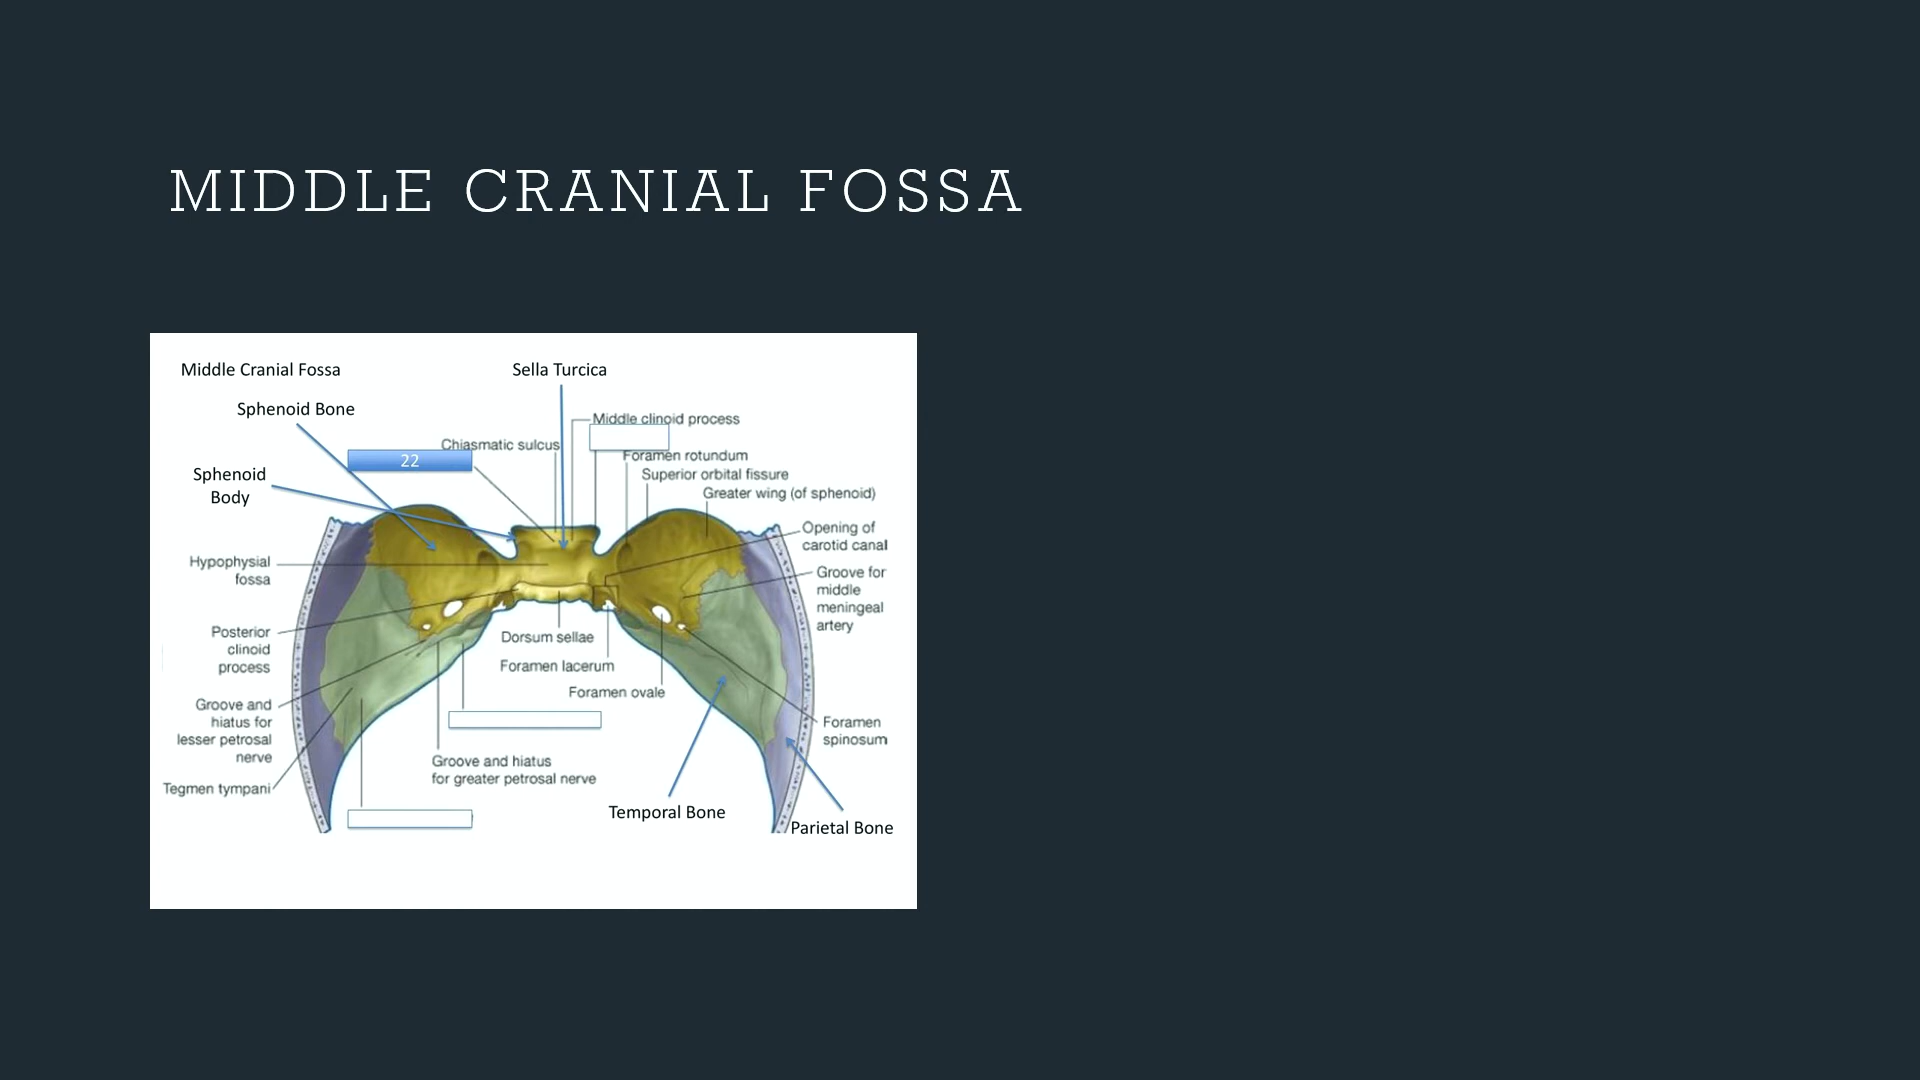 MIDDLE CRANIAL FOSSA
Middle Cranial Fossa
Sella Turcica
Sphenoid Bone
Middle clinoid process
Chiasmatic sulcus
22
Foramen rotundum
Superior orbital fissure
Sphenoid
Body
Greater wing (of sphenoid)
Opening of
carotid canal
Hypophysial
fossa
Groove for
middle
meningeal
artery
Posterior
clinoid
process
Dorsum sellae
Foramen lacerum
Foramen ovale
Groove and
hiatus for
lesser petrosal
nerve
Foramen
spinosum
Groove and hiatus
for greater petrosal nerve
Tegmen tympani
Temporal Bone
Parietal Bone